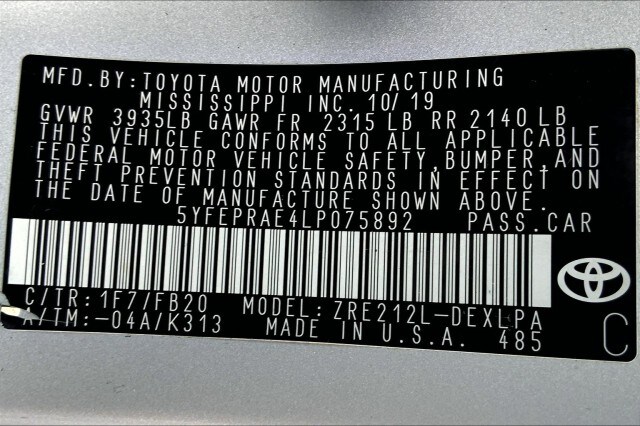 MFD.BY:TOYOTA MOTOR MANUFACTURING
MISSISSIPPI INC. 10/19
GVWR 3935LB GAWR FR 2315 LB RR 2140 LB
THIS VEHICLE CONFORMS TO ALL APPLICABLE
FEDERAL MOTOR VEHICLE SAFETY,BUMPER,AND
THEFT PREVENTION STANDARDS IN EFFECT ON
THE DATE OF MANUFACTURE SHOWN ABOVE.
5YFEPRAE4LP075892 PASS.CAR
C/TR:1F7/FB20 MODEL: ZRE212L-DEXLPA
A/TM:-04A/K313 MADE IN U.S.A. 485 C